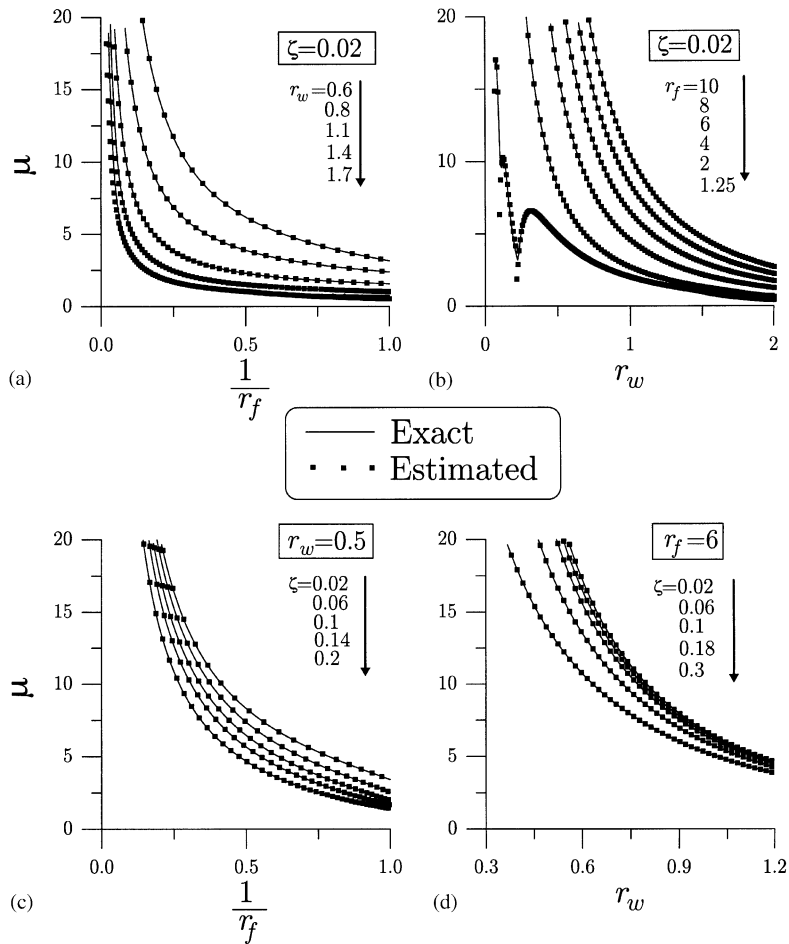 20
15
10
5
0
μ
ζ=0.02
r_w=0.6
0.8
1.1
1.4
1.7
0.0
0.5
1.0
1
r_f
(a)
20
10
0
ζ=0.02
r_f=10
8
6
4
2
1.25
0
1
2
r_w
(b)
Exact
Estimated
20
15
10
5
0
μ
r_w=0.5
ζ=0.02
0.06
0.1
0.14
0.2
0.0
0.5
1.0
1
r_f
(c)
20
15
10
5
0
r_f=6
ζ=0.02
0.06
0.1
0.18
0.3
0.3
0.6
0.9
1.2
r_w
(d)